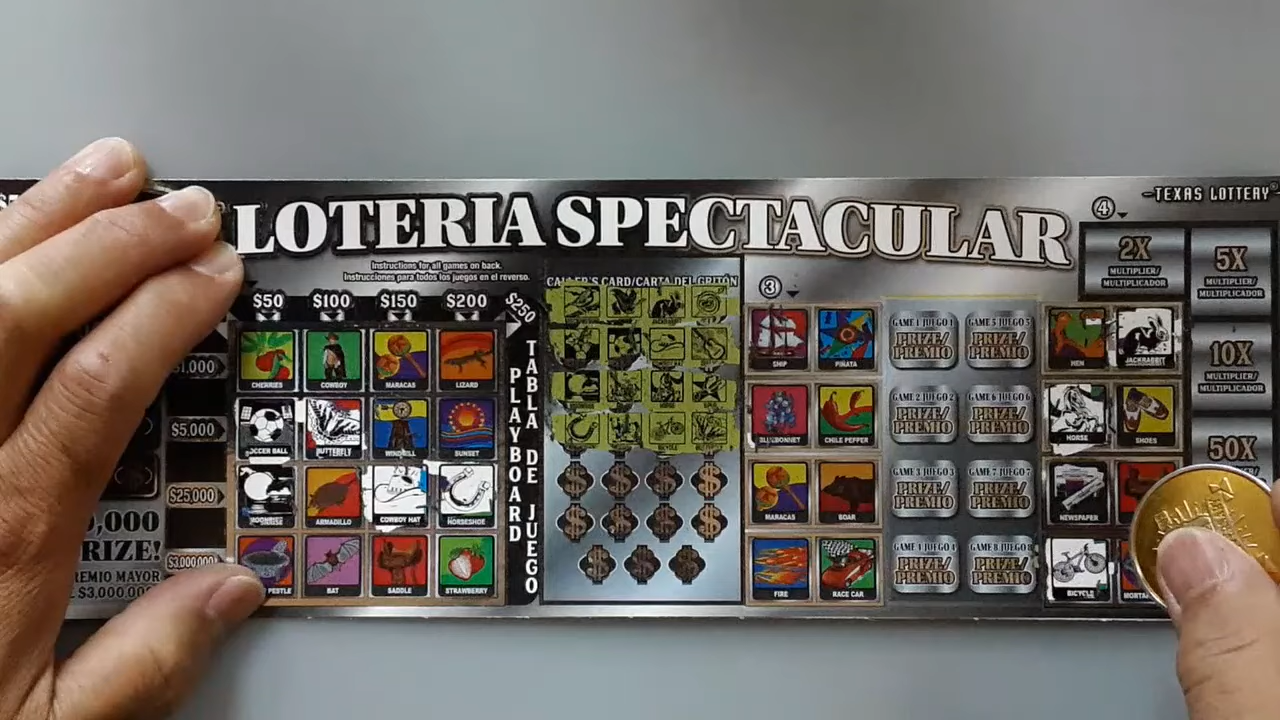 LOTERIA SPECTACULAR
TEXAS LOTTERY®
Instructions for all games on back.
Instrucciones para todos los juegos en el reverso.
CALLER'S CARD/CARTA DEL GRITÓN
$50 $100 $150 $200 $250
PLAYBOARD
TABLA DE JUEGO
CHERRIES COWBOY MARACAS LIZARD
SOCCER BALL BUTTERFLY WINDMILL SUNSET
MOONRISE ARMADILLO COWBOY HAT HORSESHOE
PESTLE BAT SADDLE STRAWBERRY
$5,000
$25,000
$3,000,000
PRIZE!
3
SHIP PIÑATA
BLUEBONNET CHILE PEPPER
MARACAS BOAR
FIRE RACE CAR
GAME 1 JUEGO 1
PRIZE/
PREMIO
GAME 5 JUEGO 5
PRIZE/
PREMIO
GAME 2 JUEGO 2
PRIZE/
PREMIO
GAME 6 JUEGO 6
PRIZE/
PREMIO
GAME 3 JUEGO 3
PRIZE/
PREMIO
GAME 7 JUEGO 7
PRIZE/
PREMIO
GAME 4 JUEGO 4
PRIZE/
PREMIO
GAME 8 JUEGO 8
PRIZE/
PREMIO
HEN JACKRABBIT
HORSE SHOES
NEWSPAPER
BICYCLE
4
2X
MULTIPLIER/
MULTIPLICADOR
5X
MULTIPLIER/
MULTIPLICADOR
10X
MULTIPLIER/
MULTIPLICADOR
50X